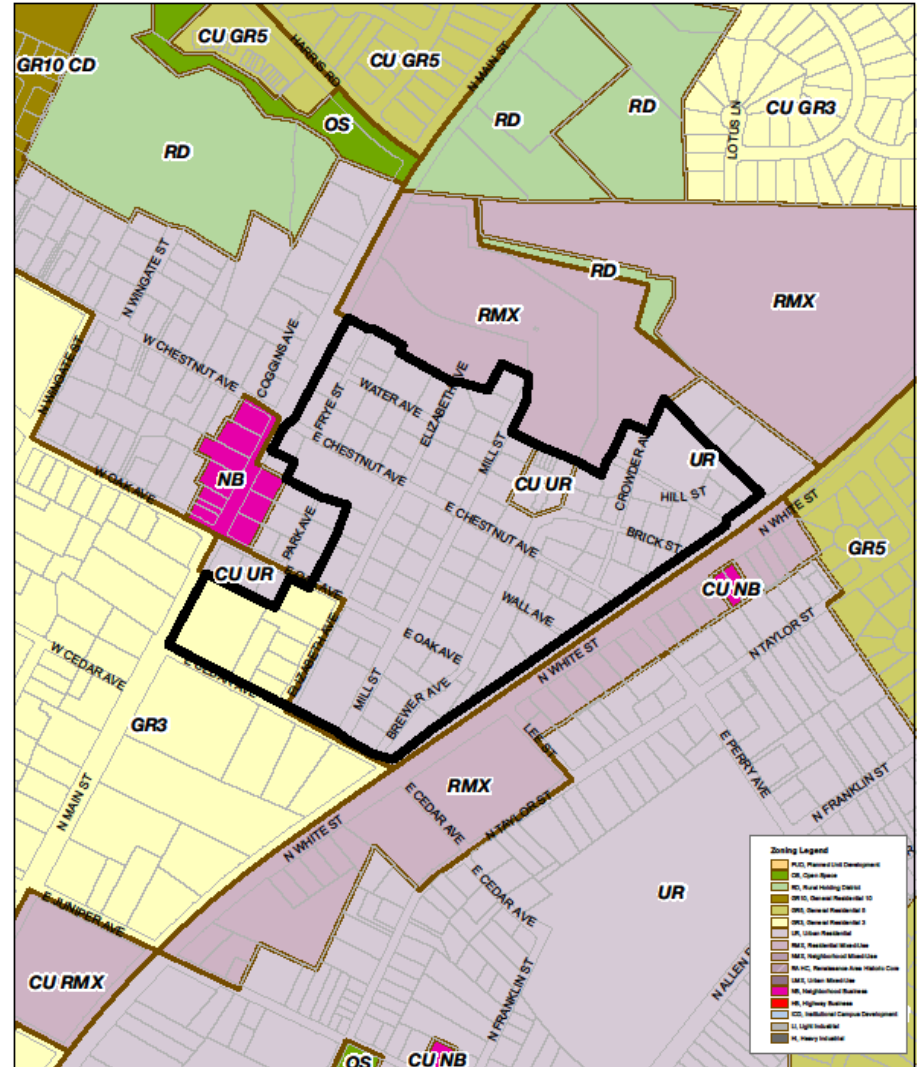 CU GR5
HARRIS RD
CU GR5
N MAIN ST
GR10 CD
RD
OS
RD
RD
LOTUS LN
CU GR3
N WINGATE ST
RD
RMX
RMX
W CHESTNUT AVE
COGGINS AVE
N WINGATE ST
FRYE ST
WATER AVE
ELIZABETH AVE
E CHESTNUT AVE
MILL ST
CROWDER AV
UR
NB
CU UR
HILL ST
W OAK AVE
E CHESTNUT AVE
BRICK ST
N WHITE ST
PARK AVE
GR5
CU UR
CU NB
WALL AVE
N TAYLOR ST
E OAK AVE
W CEDAR AVE
MILL ST
BREWER AVE
N WHITE ST
GR3
LEE ST
E PERRY AVE
N MAIN ST
RMX
E CEDAR AVE
N TAYLOR ST
N FRANKLIN ST
N WHITE ST
E CEDAR AVE
UR
E JUNIPER AVE
CU RMX
N FRANKLIN ST
N ALLEN
OS
CU NB
Zoning Legend
PUD, Planned Unit Development
OS, Open Space
RD, Rural Holding District
GR10, General Residential 10
GR5, General Residential 5
GR3, General Residential 3
UR, Urban Residential
RMX, Residential Mixed Use
NMX, Neighborhood Mixed Use
RA HC, Renaissance Area Historic Core
UMX, Urban Mixed Use
NB, Neighborhood Business
HB, Highway Business
ICD, Institutional Campus Development
LI, Light Industrial
HI, Heavy Industrial